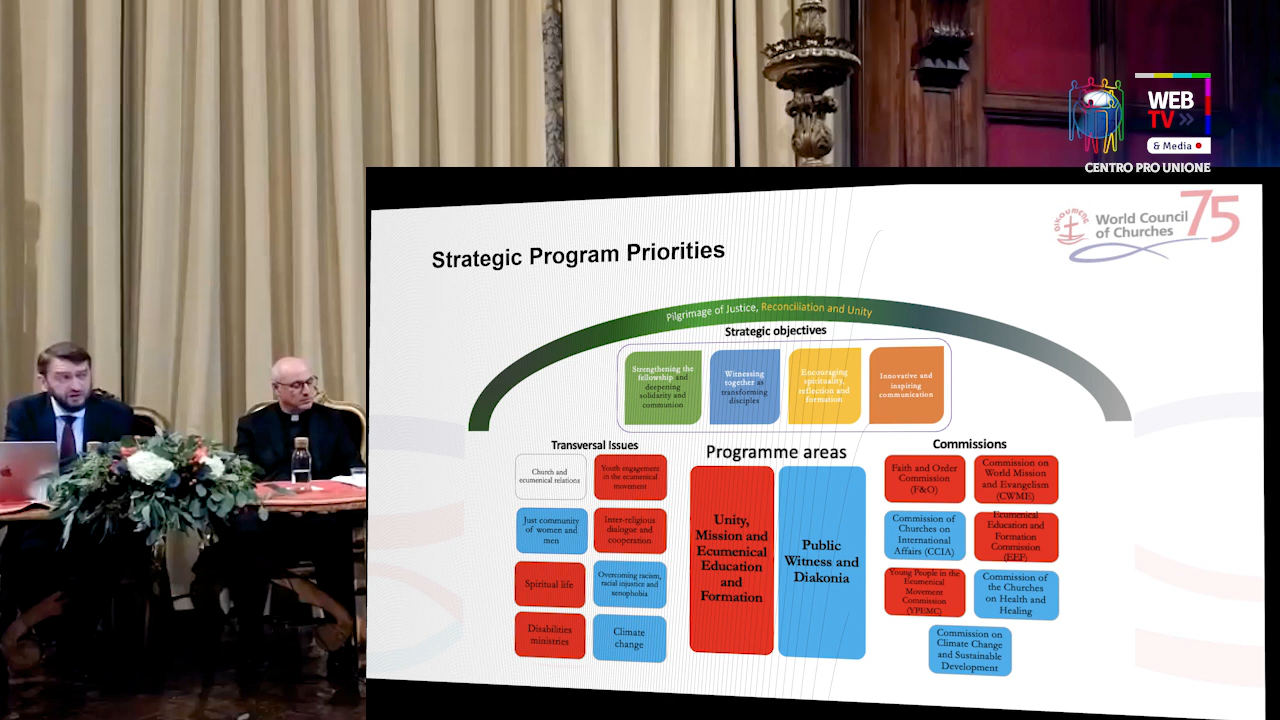 WEB
TV
& Media
CENTRO PRO UNIONE
ΟΙΚΟΥΜΕΝΗ
World Council
of Churches
75
Strategic Program Priorities
Pilgrimage of Justice, Reconciliation and Unity
Strategic objectives
Strengthening the
fellowship and
deepening
solidarity and
communion
Witnessing
together as
transforming
disciples
Encouraging
spirituality,
reflection and
formation
Innovative and
inspiring
communication
Transversal Issues
Church and
ecumenical relations
Youth engagement
in the ecumenical
movement
Just community
of women and
men
Inter-religious
dialogue and
cooperation
Spiritual life
Overcoming racism,
racial injustice and
xenophobia
Disabilities
ministries
Climate
change
Programme areas
Unity,
Mission and
Ecumenical
Education
and
Formation
Public
Witness and
Diakonia
Commissions
Faith and Order
Commission
(F&O)
Commission on
World Mission
and Evangelism
(CWME)
Commission of
Churches on
International
Affairs (CCIA)
Ecumenical
Education and
Formation
Commission
(EEF)
Young People in the
Ecumenical
Movement
Commission
(YPEMC)
Commission of
the Churches
on Health and
Healing
Commission on
Climate Change
and Sustainable
Development